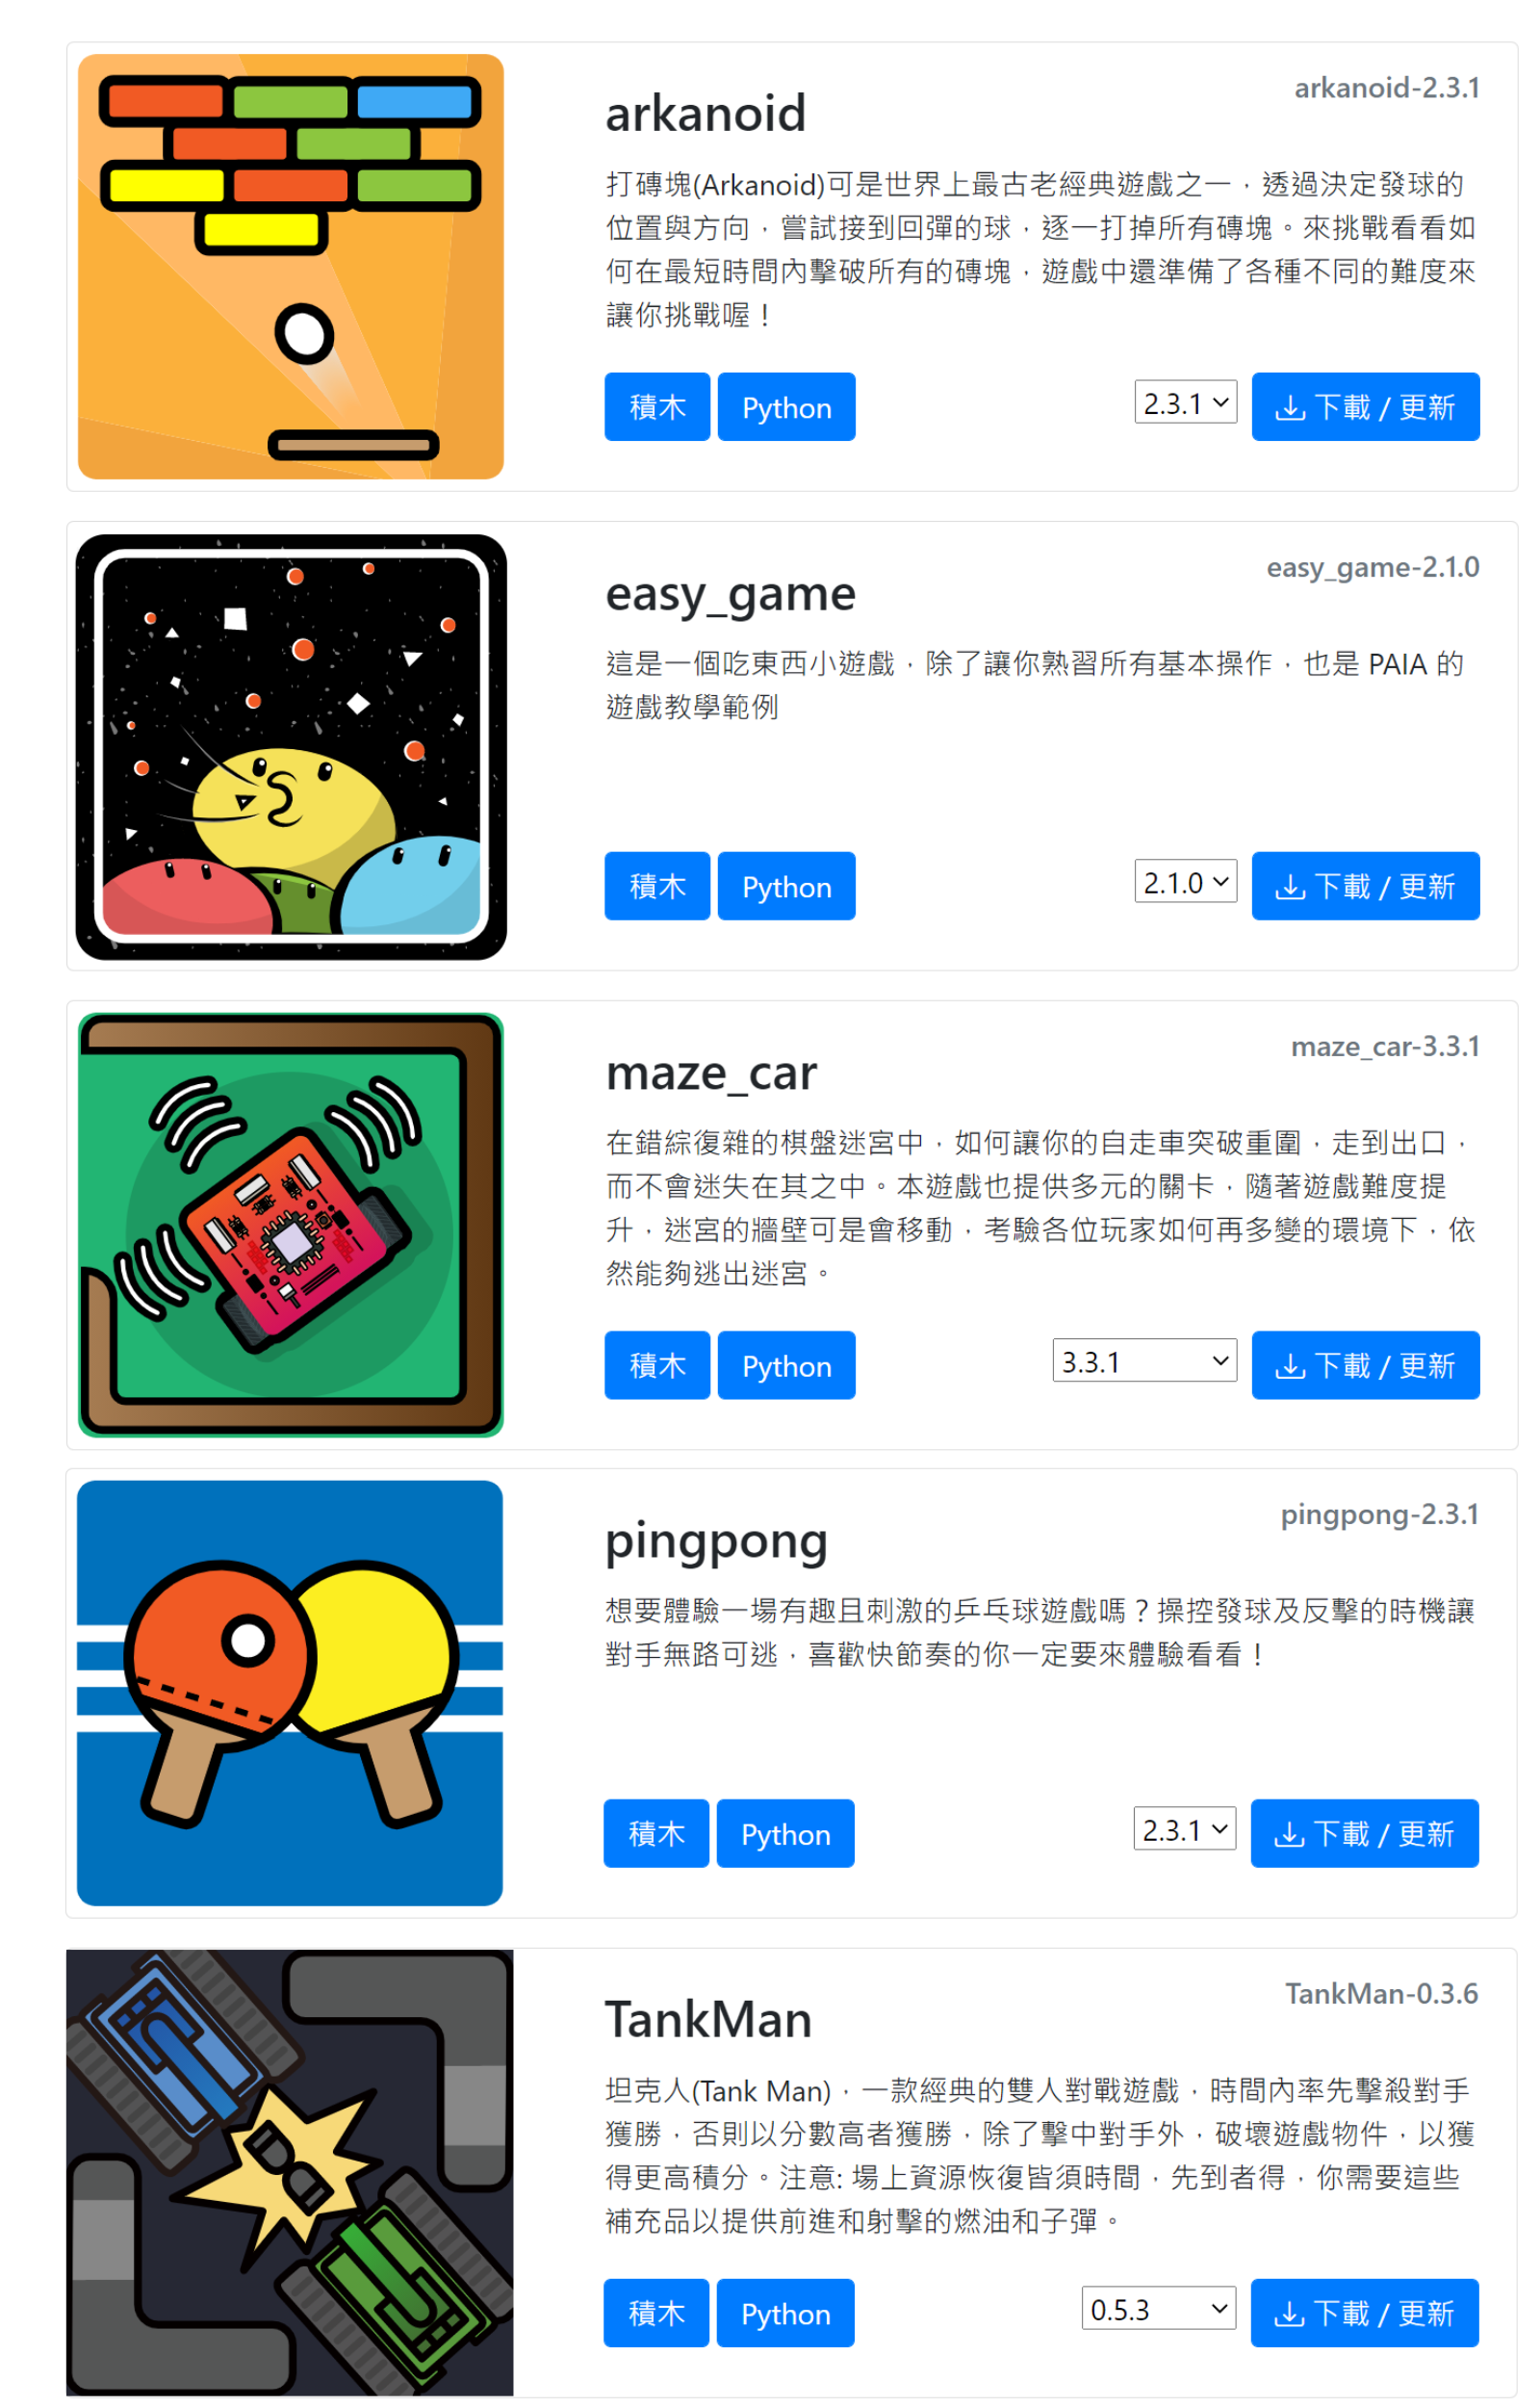 arkanoid-2.3.1
arkanoid
打磚塊(Arkanoid)可是世界上最古老經典遊戲之一，透過決定發球的
位置與方向，嘗試接到回彈的球，逐一打掉所有磚塊。來挑戰看看如
何在最短時間內擊破所有的磚塊，遊戲中還準備了各種不同的難度來
讓你挑戰喔！
積木 Python 2.3.1 下載 / 更新
easy_game-2.1.0
easy_game
這是一個吃東西小遊戲，除了讓你熟習所有基本操作，也是 PAIA 的
遊戲教學範例
積木 Python 2.1.0 下載 / 更新
maze_car-3.3.1
maze_car
在錯綜復雜的棋盤迷宮中，如何讓你的自走車突破重圍，走到出口，
而不會迷失在其之中。本遊戲也提供多元的關卡，隨著遊戲難度提
升，迷宮的牆壁可是會移動，考驗各位玩家如何再多變的環境下，依
然能夠逃出迷宮。
積木 Python 3.3.1 下載 / 更新
pingpong-2.3.1
pingpong
想要體驗一場有趣且刺激的乒乓球遊戲嗎？操控發球及反擊的時機讓
對手無路可逃，喜歡快節奏的你一定要來體驗看看！
積木 Python 2.3.1 下載 / 更新
TankMan-0.3.6
TankMan
坦克人(Tank Man)，一款經典的雙人對戰遊戲，時間內率先擊殺對手
獲勝，否則以分數高者獲勝，除了擊中對手外，破壞遊戲物件，以獲
得更高積分。注意: 場上資源恢復皆須時間，先到者得，你需要這些
補充品以提供前進和射擊的燃油和子彈。
積木 Python 0.5.3 下載 / 更新